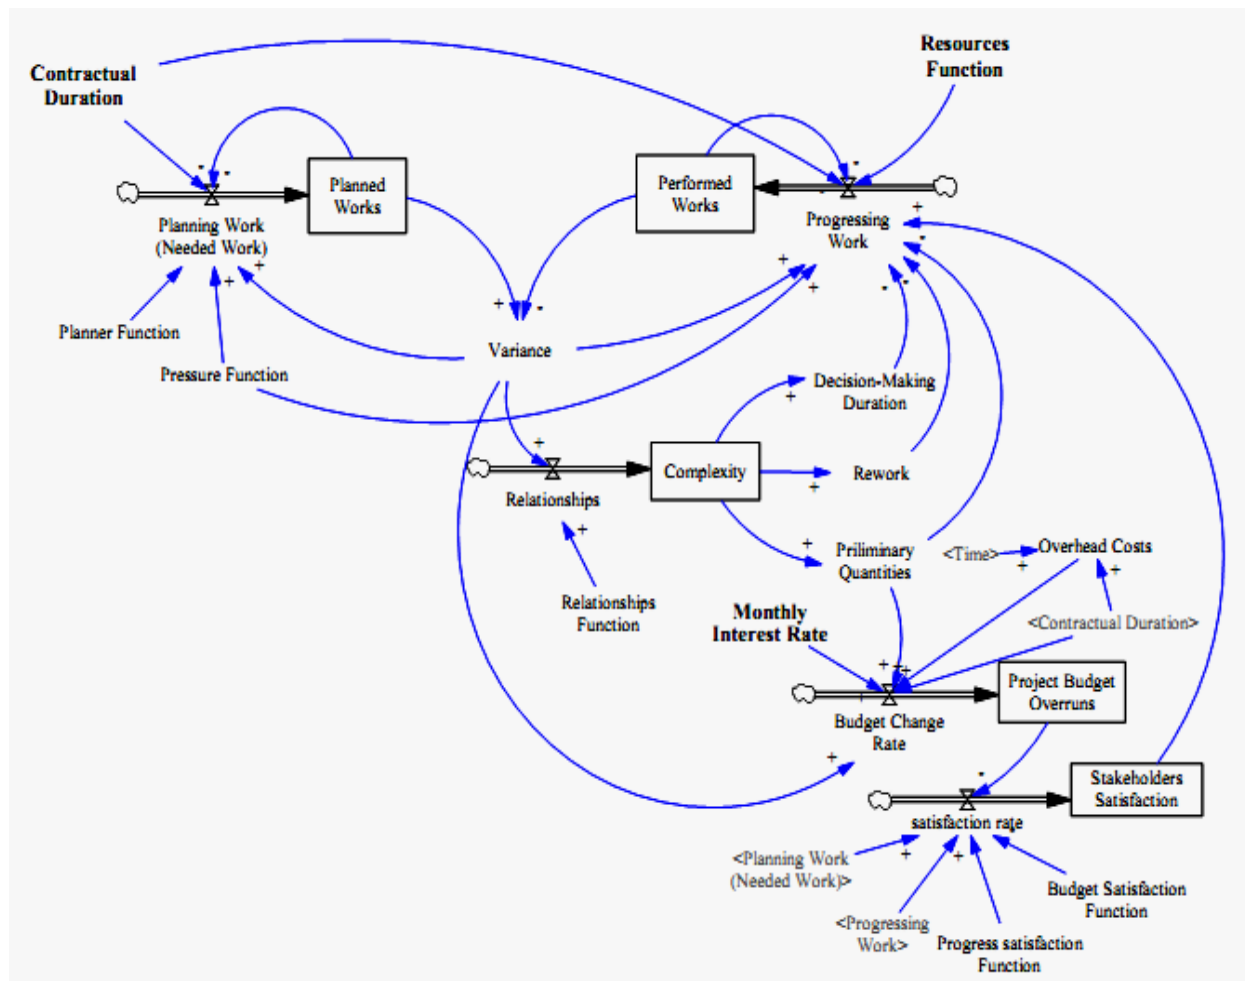 Resources
Function
Contractual
Duration
Planned
Works
Performed
Works
Planning Work
(Needed Work)
Progressing
Work
Planner Function
Variance
Pressure Function
Decision-Making
Duration
Complexity
Rework
Relationships
Priliminary
Quantities
<Time>
Overhead Costs
Relationships
Function
Monthly
Interest Rate
<Contractual Duration>
Project Budget
Overruns
Budget Change
Rate
Stakeholders
Satisfaction
satisfaction rate
<Planning Work
(Needed Work)>
Budget Satisfaction
Function
<Progressing
Work>
Progress satisfaction
Function